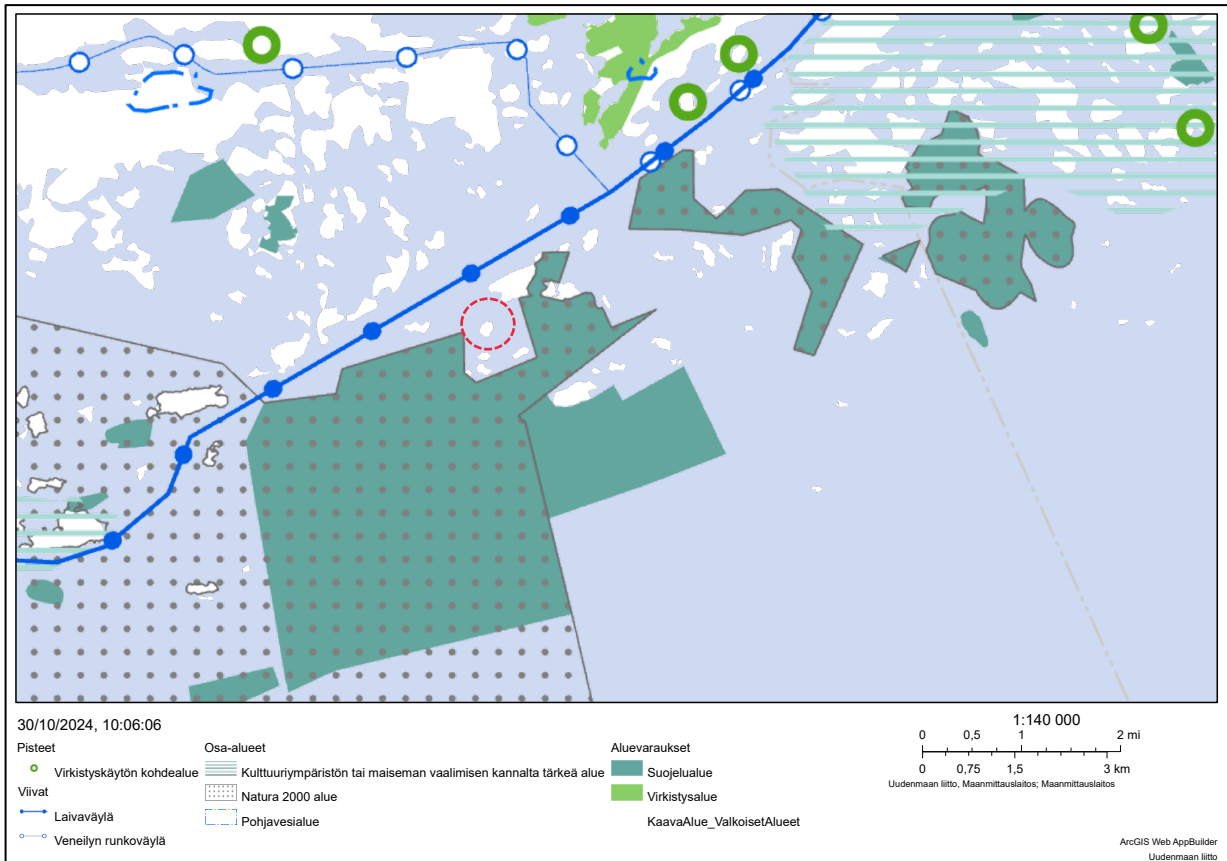 30/10/2024, 10:06:06
Pisteet
Virkistyskäytön kohdealue
Viivat
Laivaväylä
Veneilyn runkoväylä
Osa-alueet
Kulttuuriympäristön tai maiseman vaalimisen kannalta tärkeä alue
Natura 2000 alue
Pohjavesialue
Aluevaraukset
Suojelualue
Virkistysalue
KaavaAlue_ValkoisetAlueet
1:140 000
0 0,5 1 2 mi
0 0,75 1,5 3 km
Uudenmaan liitto, Maanmittauslaitos; Maanmittauslaitos
ArcGIS Web AppBuilder
Uudenmaan liitto